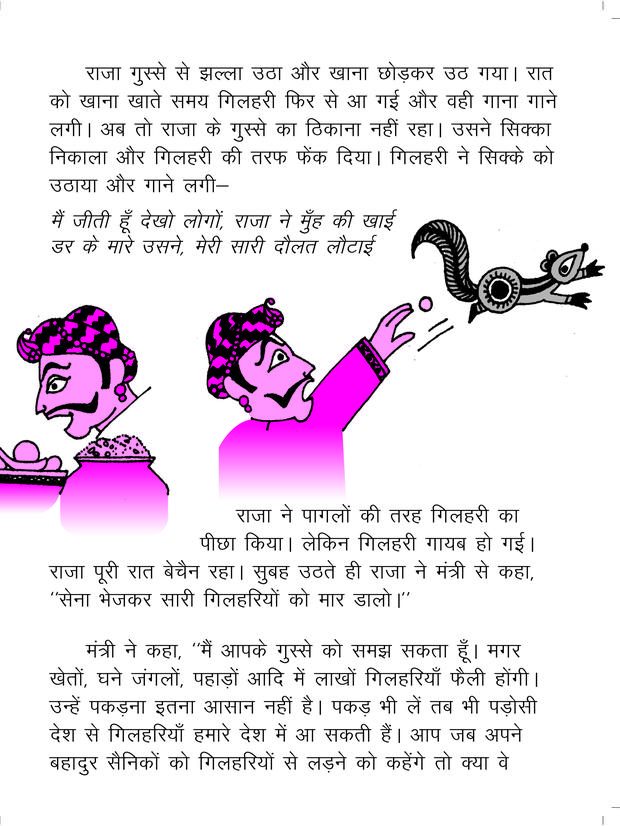 राजा गुस्से से झल्ला उठा और खाना छोड़कर उठ गया। रात
को खाना खाते समय गिलहरी फिर से आ गई और वही गाना गाने
लगी। अब तो राजा के गुस्से का ठिकाना नहीं रहा। उसने सिक्का
निकाला और गिलहरी की तरफ फेंक दिया। गिलहरी ने सिक्के को
उठाया और गाने लगी–
मैं जीती हूँ देखो लोगों, राजा ने मुँह की खाई
डर के मारे उसने, मेरी सारी दौलत लौटाई
राजा ने पागलों की तरह गिलहरी का
पीछा किया। लेकिन गिलहरी गायब हो गई।
राजा पूरी रात बेचैन रहा। सुबह उठते ही राजा ने मंत्री से कहा,
‘‘सेना भेजकर सारी गिलहरियों को मार डालो।’’
मंत्री ने कहा, ‘‘मैं आपके गुस्से को समझ सकता हूँ। मगर
खेतों, घने जंगलों, पहाड़ों आदि में लाखों गिलहरियाँ फैली होंगी।
उन्हें पकड़ना इतना आसान नहीं है। पकड़ भी लें तब भी पड़ोसी
देश से गिलहरियाँ हमारे देश में आ सकती हैं। आप जब अपने
बहादुर सैनिकों को गिलहरियों से लड़ने को कहेंगे तो क्या वे